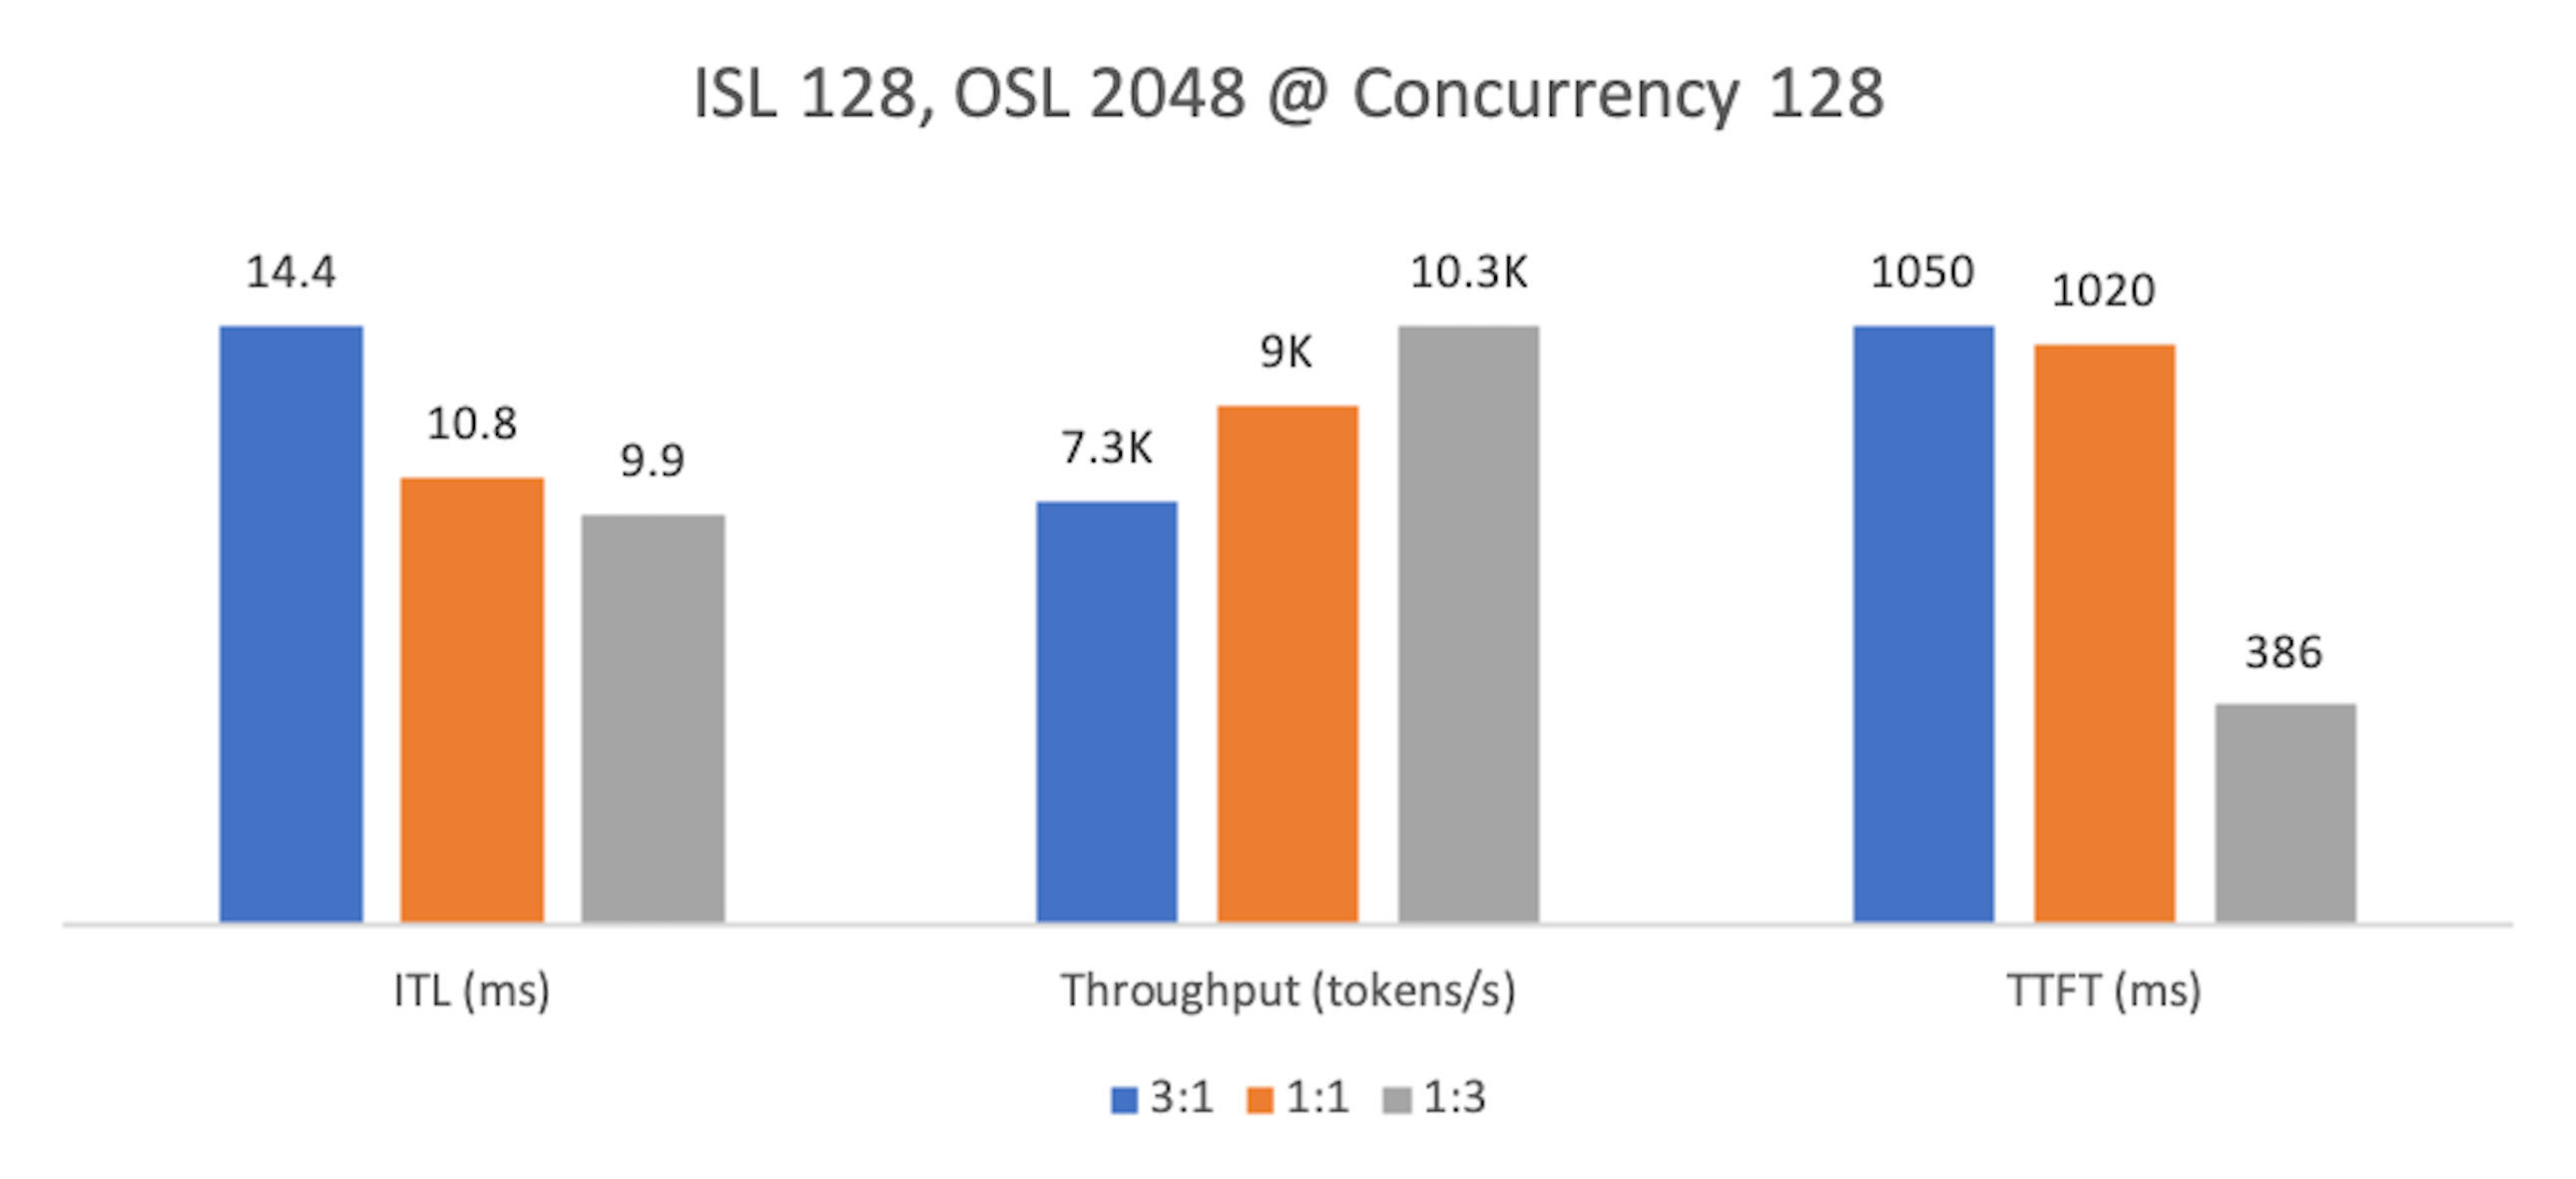 ISL 128, OSL 2048 @ Concurrency 128
14.4
10.8
9.9
7.3K
9K
10.3K
1050
1020
386
ITL (ms)
Throughput (tokens/s)
TTFT (ms)
3:1 1:1 1:3